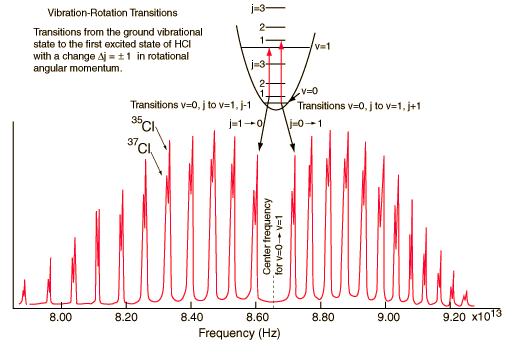 Vibration-Rotation Transitions
Transitions from the ground vibrational
state to the first excited state of HCl
with a change Δj = ± 1 in rotational
angular momentum.
j=3
2
1
v=1
j=3
2
1
v=0
Transitions v=0, j to v=1, j-1
Transitions v=0, j to v=1, j+1
j=1→0
j=0→1
35Cl
37Cl
Center frequency
for v=0→v=1
8.00 8.20 8.40 8.60 8.80 9.00 9.20 x10^13
Frequency (Hz)